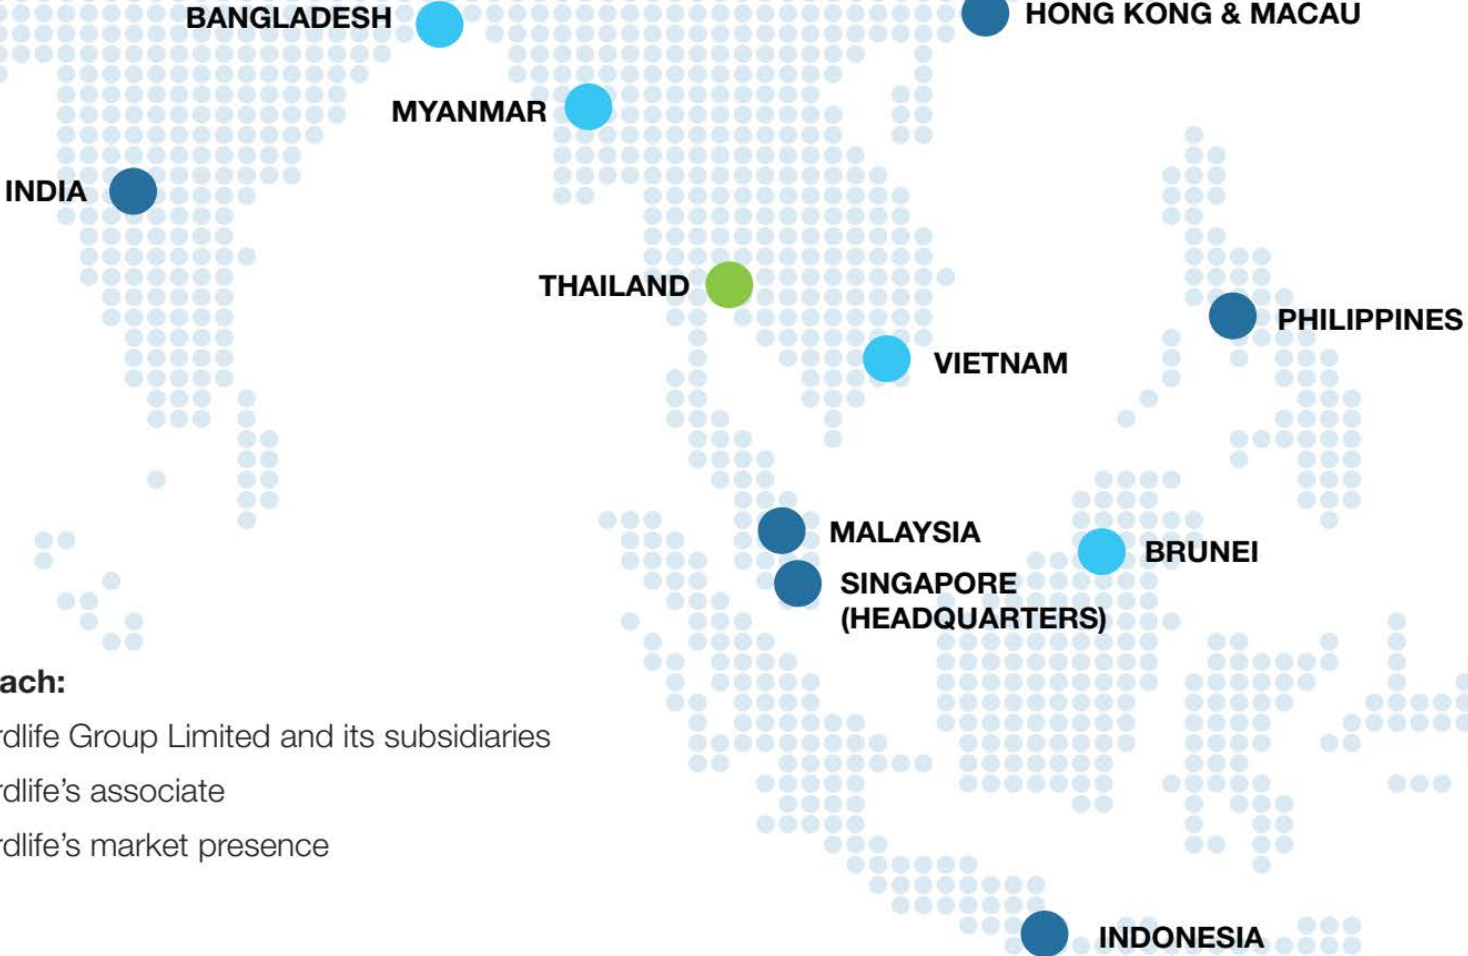 BANGLADESH
HONG KONG & MACAU
MYANMAR
INDIA
THAILAND
PHILIPPINES
VIETNAM
MALAYSIA
BRUNEI
SINGAPORE
(HEADQUARTERS)
ach:
rdlife Group Limited and its subsidiaries
rdlife’s associate
rdlife’s market presence
INDONESIA